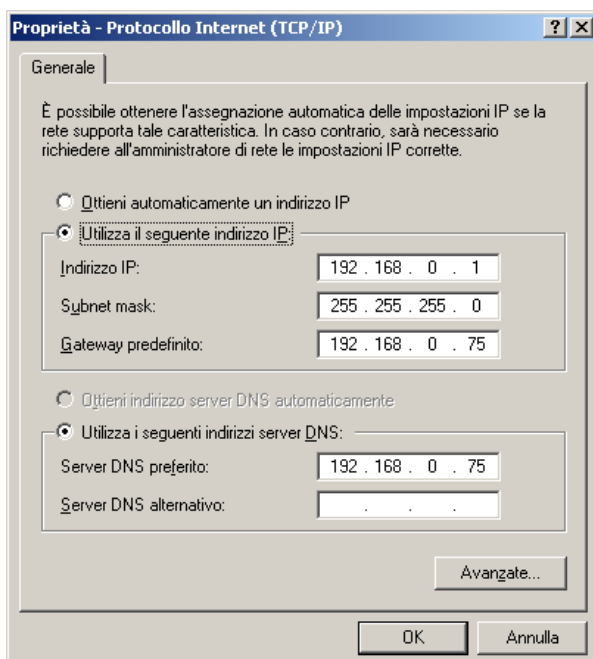 Proprietà - Protocollo Internet (TCP/IP)
Generale
È possibile ottenere l'assegnazione automatica delle impostazioni IP se la
rete supporta tale caratteristica. In caso contrario, sarà necessario
richiedere all'amministratore di rete le impostazioni IP corrette.
Ottieni automaticamente un indirizzo IP
Utilizza il seguente indirizzo IP:
Indirizzo IP: 192 . 168 . 0 . 1
Subnet mask: 255 . 255 . 255 . 0
Gateway predefinito: 192 . 168 . 0 . 75
Ottieni indirizzo server DNS automaticamente
Utilizza i seguenti indirizzi server DNS:
Server DNS preferito: 192 . 168 . 0 . 75
Server DNS alternativo: . . .
Avanzate...
OK Annulla